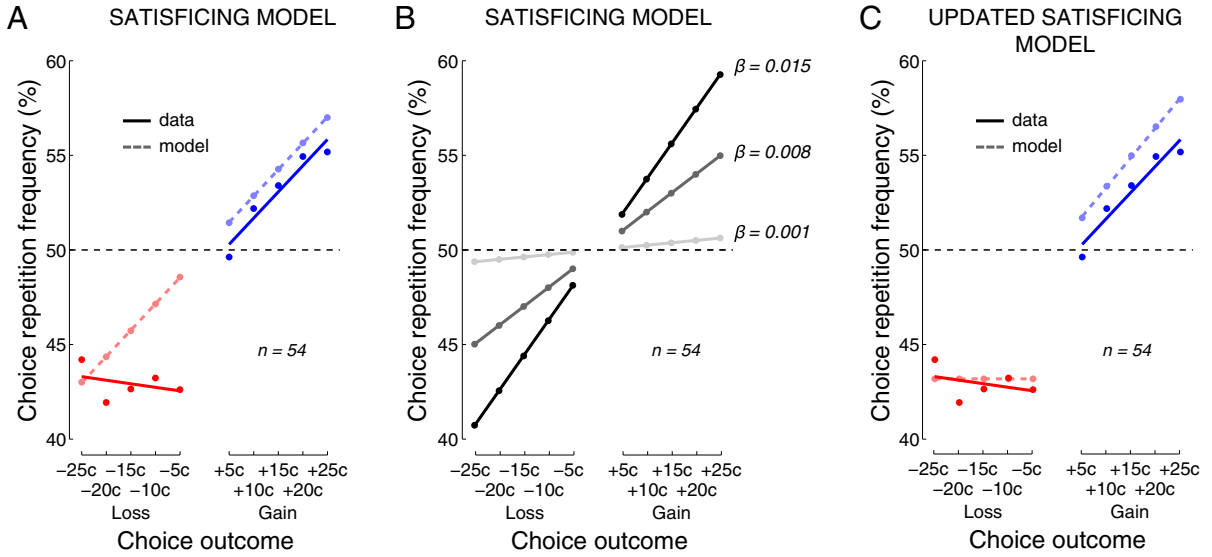 A
SATISFICING MODEL
Choice repetition frequency (%)
60
55
50
45
40
data
model
n = 54
−25c −15c −5c +5c +15c +25c
−20c −10c +10c +20c
Loss Gain
Choice outcome
B
SATISFICING MODEL
Choice repetition frequency (%)
60
55
50
45
40
β = 0.015
β = 0.008
β = 0.001
n = 54
−25c −15c −5c +5c +15c +25c
−20c −10c +10c +20c
Loss Gain
Choice outcome
C
UPDATED SATISFICING
MODEL
Choice repetition frequency (%)
60
55
50
45
40
data
model
n = 54
−25c −15c −5c +5c +15c +25c
−20c −10c +10c +20c
Loss Gain
Choice outcome